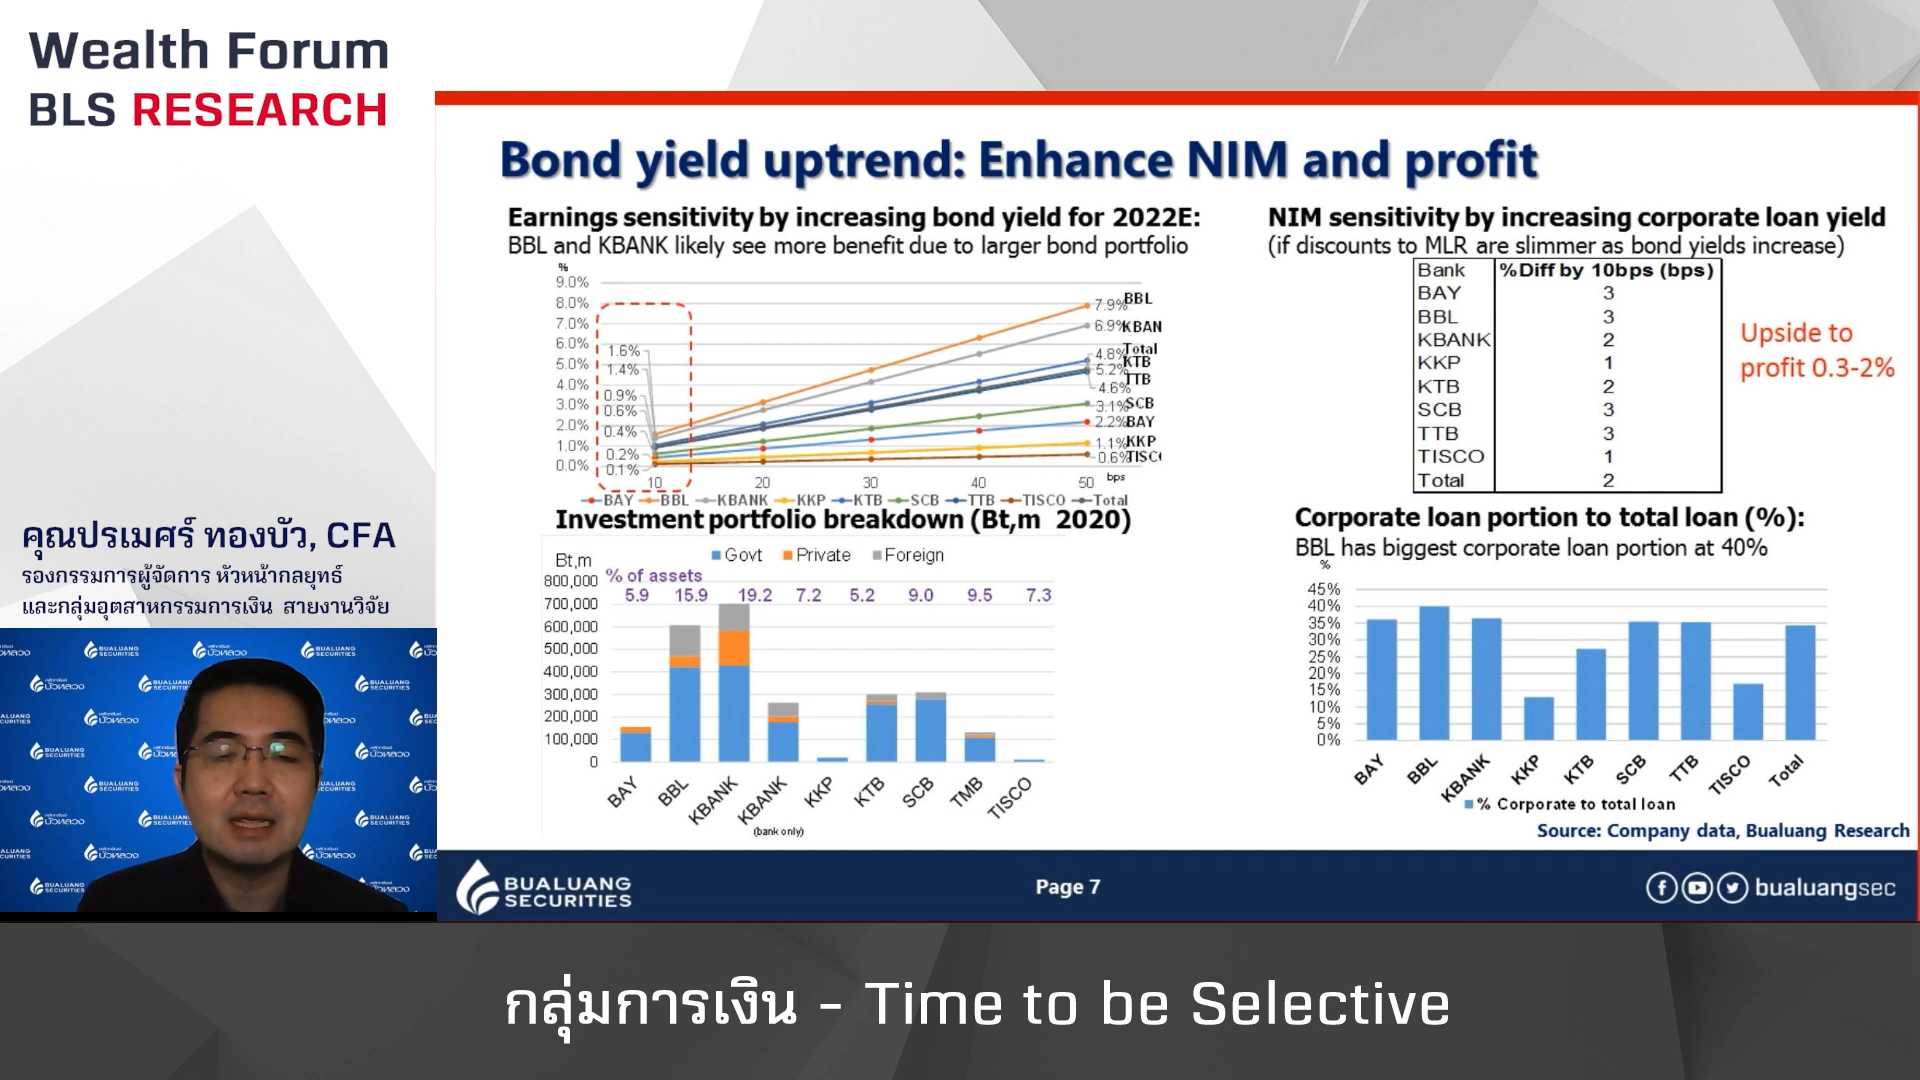 Wealth Forum
BLS RESEARCH
คุณปรเมศร์ ทองบัว, CFA
รองกรรมการผู้จัดการ หัวหน้ากลยุทธ์
และกลุ่มอุตสาหกรรมการเงิน สายงานวิจัย
Bond yield uptrend: Enhance NIM and profit
Earnings sensitivity by increasing bond yield for 2022E:
BBL and KBANK likely see more benefit due to larger bond portfolio
%
9.0%
8.0%
7.0%
6.0%
5.0%
4.0%
3.0%
2.0%
1.0%
0.0%
1.6%
1.4%
0.9%
0.6%
0.4%
0.2%
0.1%
7.9% BBL
6.9% KBAN
Total
4.8% KTB
5.2%
TTB
4.6%
3.1% SCB
2.2% BAY
1.1% KKP
0.6% TISC
10 20 30 40 50 bps
BAY BBL KBANK KKP KTB SCB TTB TISCO Total
NIM sensitivity by increasing corporate loan yield
(if discounts to MLR are slimmer as bond yields increase)
Bank %Diff by 10bps (bps)
BAY 3
BBL 3
KBANK 2
KKP 1
KTB 2
SCB 3
TTB 3
TISCO 1
Total 2
Upside to
profit 0.3-2%
Investment portfolio breakdown (Bt,m 2020)
Bt,m
Govt Private Foreign
% of assets
5.9 15.9 19.2 7.2 5.2 9.0 9.5 7.3
800,000
700,000
600,000
500,000
400,000
300,000
200,000
100,000
0
BAY BBL KBANK KBANK KKP KTB SCB TMB TISCO
(bank only)
Corporate loan portion to total loan (%):
BBL has biggest corporate loan portion at 40%
%
45%
40%
35%
30%
25%
20%
15%
10%
5%
0%
BAY BBL KBANK KKP KTB SCB TTB TISCO Total
% Corporate to total loan
Source: Company data, Bualuang Research
BUALUANG
SECURITIES
Page 7
bualuangsec
กลุ่มการเงิน - Time to be Selective